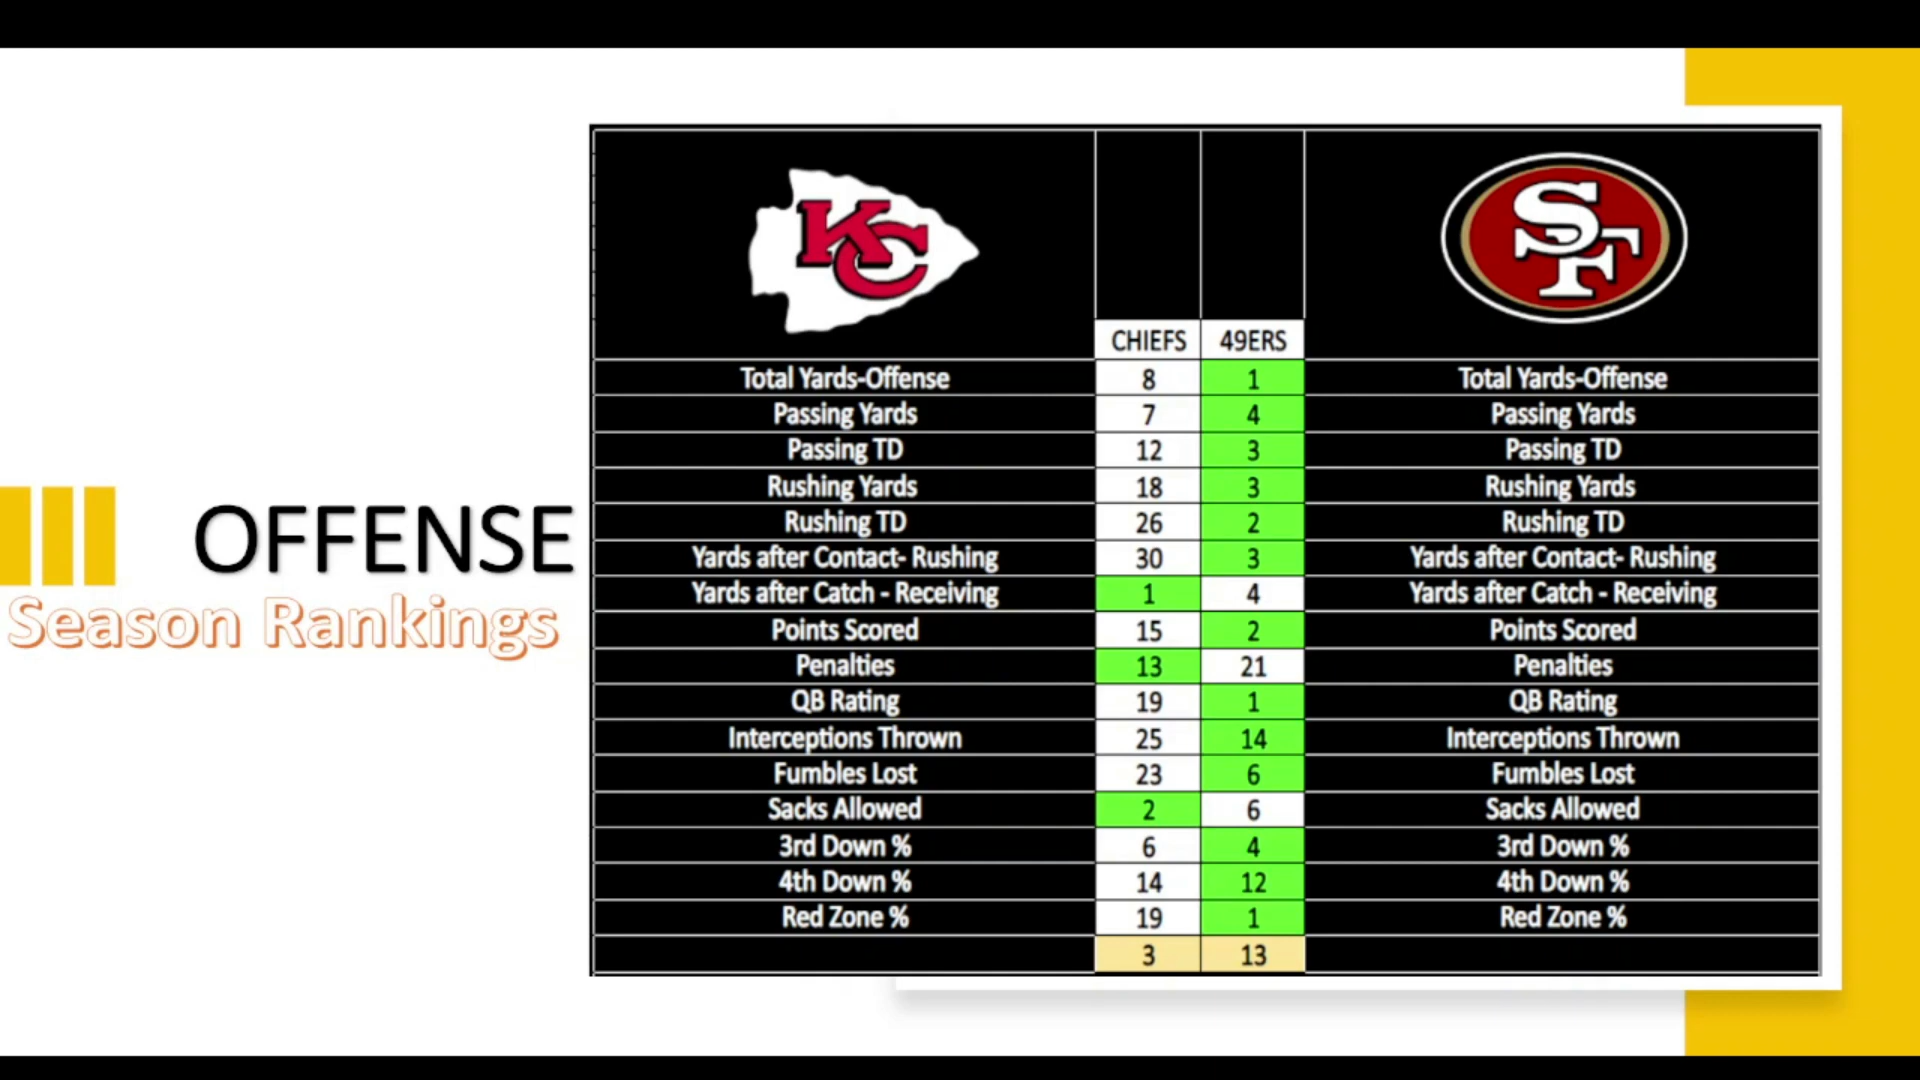 KC
SF
CHIEFS 49ERS
Total Yards-Offense 8 1 Total Yards-Offense
Passing Yards 7 4 Passing Yards
Passing TD 12 3 Passing TD
Rushing Yards 18 3 Rushing Yards
Rushing TD 26 2 Rushing TD
Yards after Contact- Rushing 30 3 Yards after Contact- Rushing
Yards after Catch - Receiving 1 4 Yards after Catch - Receiving
Points Scored 15 2 Points Scored
Penalties 13 21 Penalties
QB Rating 19 1 QB Rating
Interceptions Thrown 25 14 Interceptions Thrown
Fumbles Lost 23 6 Fumbles Lost
Sacks Allowed 2 6 Sacks Allowed
3rd Down % 6 4 3rd Down %
4th Down % 14 12 4th Down %
Red Zone % 19 1 Red Zone %
3 13
OFFENSE
Season Rankings